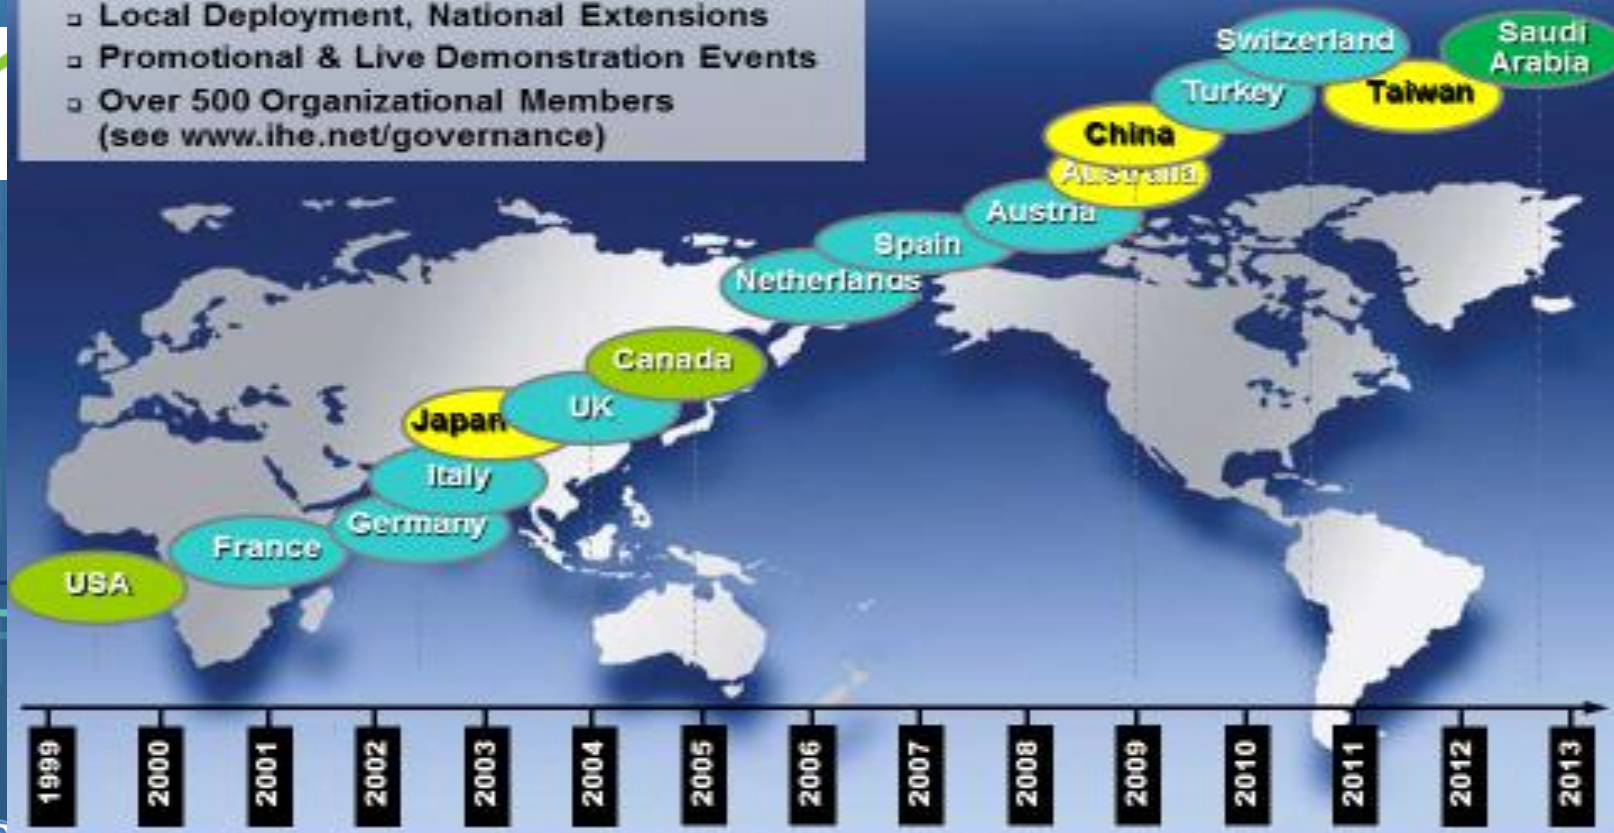 Local Deployment, National Extensions
Promotional & Live Demonstration Events
Over 500 Organizational Members
(see www.ihe.net/governance)
Switzerland
Saudi
Arabia
Turkey
Taiwan
China
Australia
Austria
Spain
Netherlands
Canada
UK
Japan
Italy
Germany
France
USA
1999
2000
2001
2002
2003
2004
2005
2006
2007
2008
2009
2010
2011
2012
2013